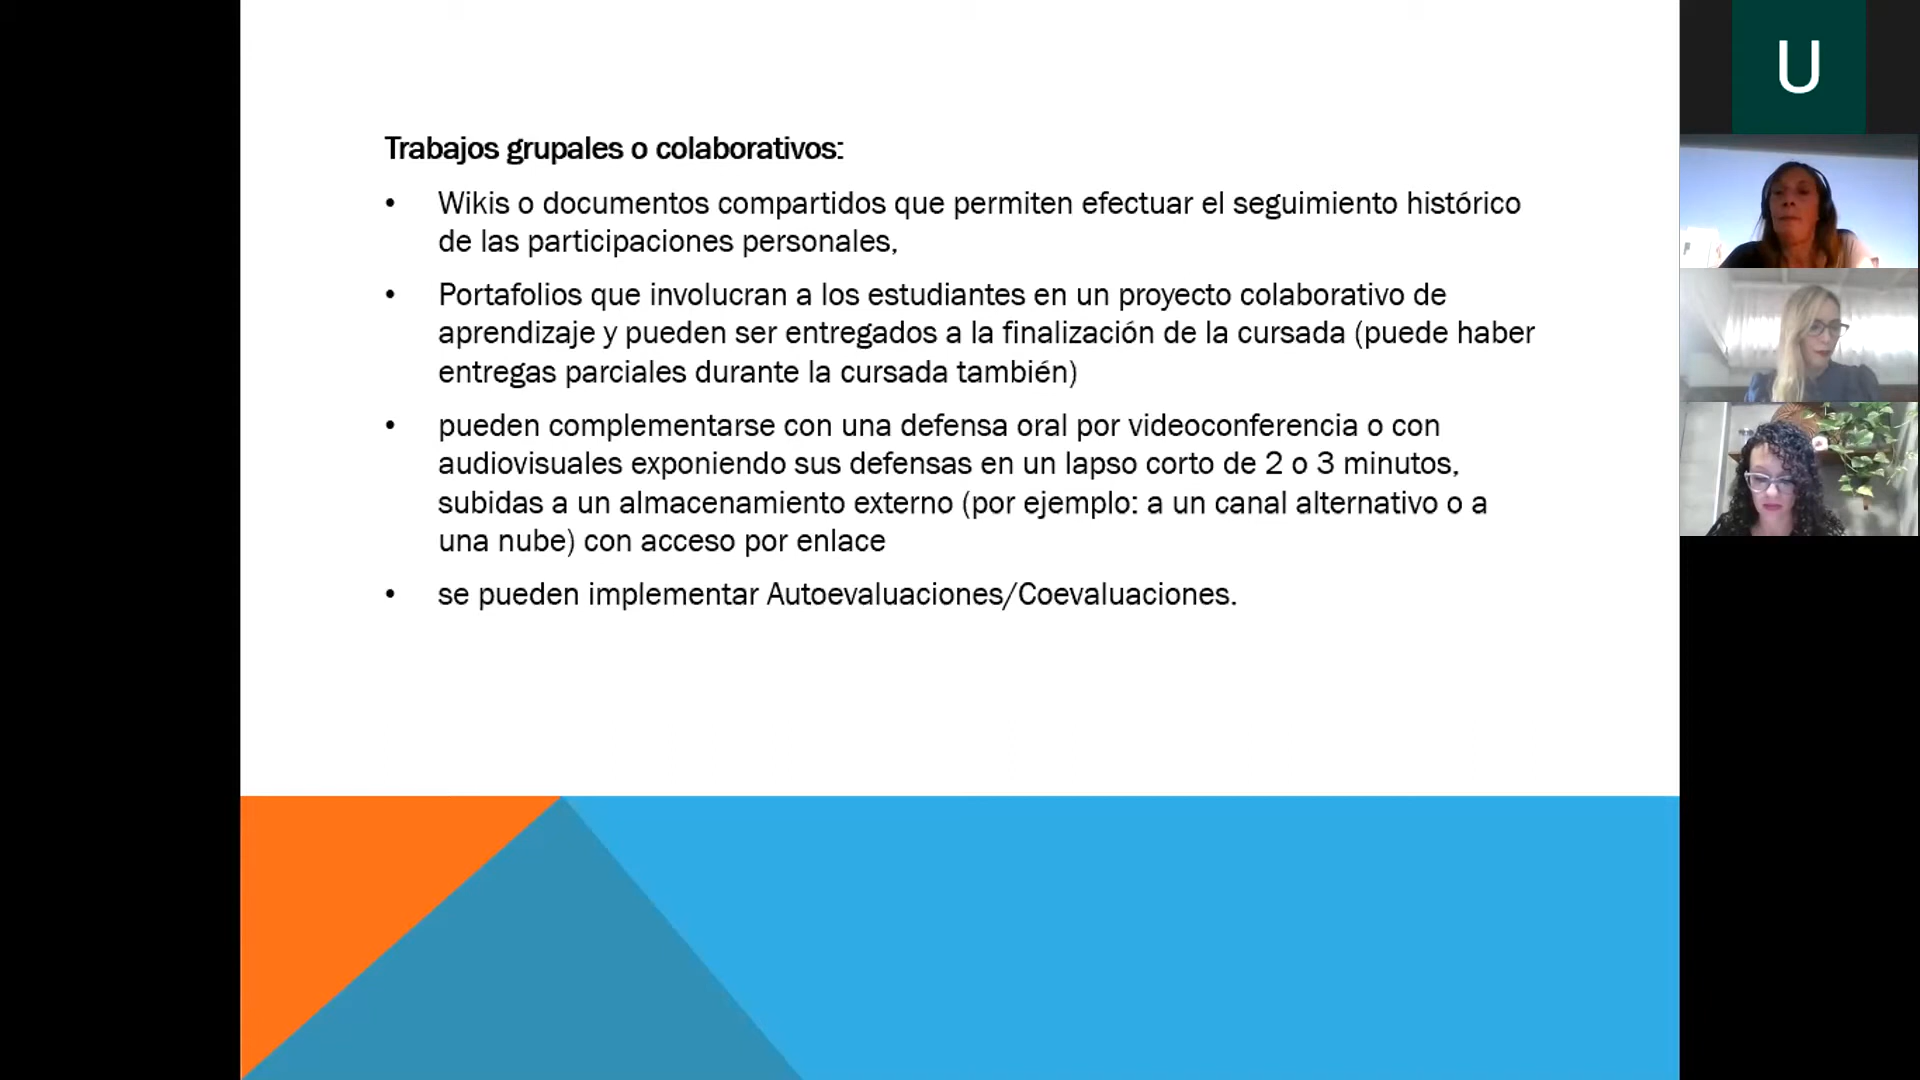 U
Trabajos grupales o colaborativos:
• Wikis o documentos compartidos que permiten efectuar el seguimiento histórico
de las participaciones personales,
• Portafolios que involucran a los estudiantes en un proyecto colaborativo de
aprendizaje y pueden ser entregados a la finalización de la cursada (puede haber
entregas parciales durante la cursada también)
• pueden complementarse con una defensa oral por videoconferencia o con
audiovisuales exponiendo sus defensas en un lapso corto de 2 o 3 minutos,
subidas a un almacenamiento externo (por ejemplo: a un canal alternativo o a
una nube) con acceso por enlace
• se pueden implementar Autoevaluaciones/Coevaluaciones.